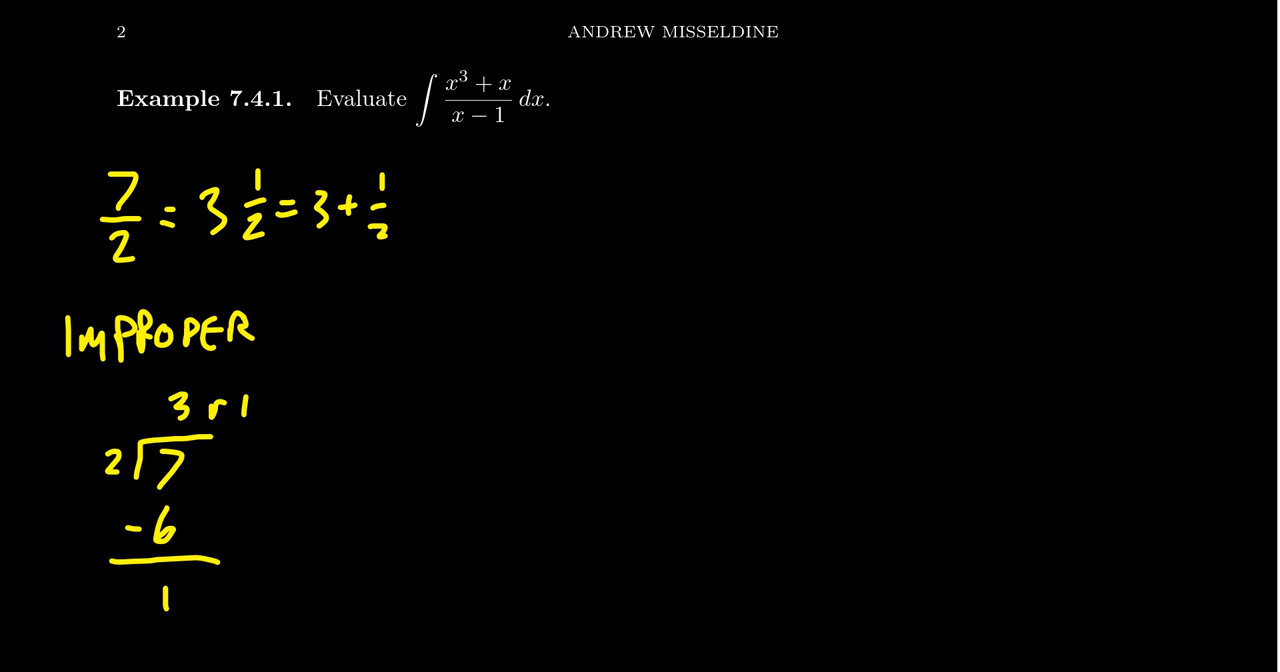 2 ANDREW MISSELDINE
Example 7.4.1. Evaluate ∫ (x³ + x)/(x − 1) dx.
7/2 = 3 1/2 = 3 + 1/2
IMPROPER
3 r 1
2 7
- 6
1